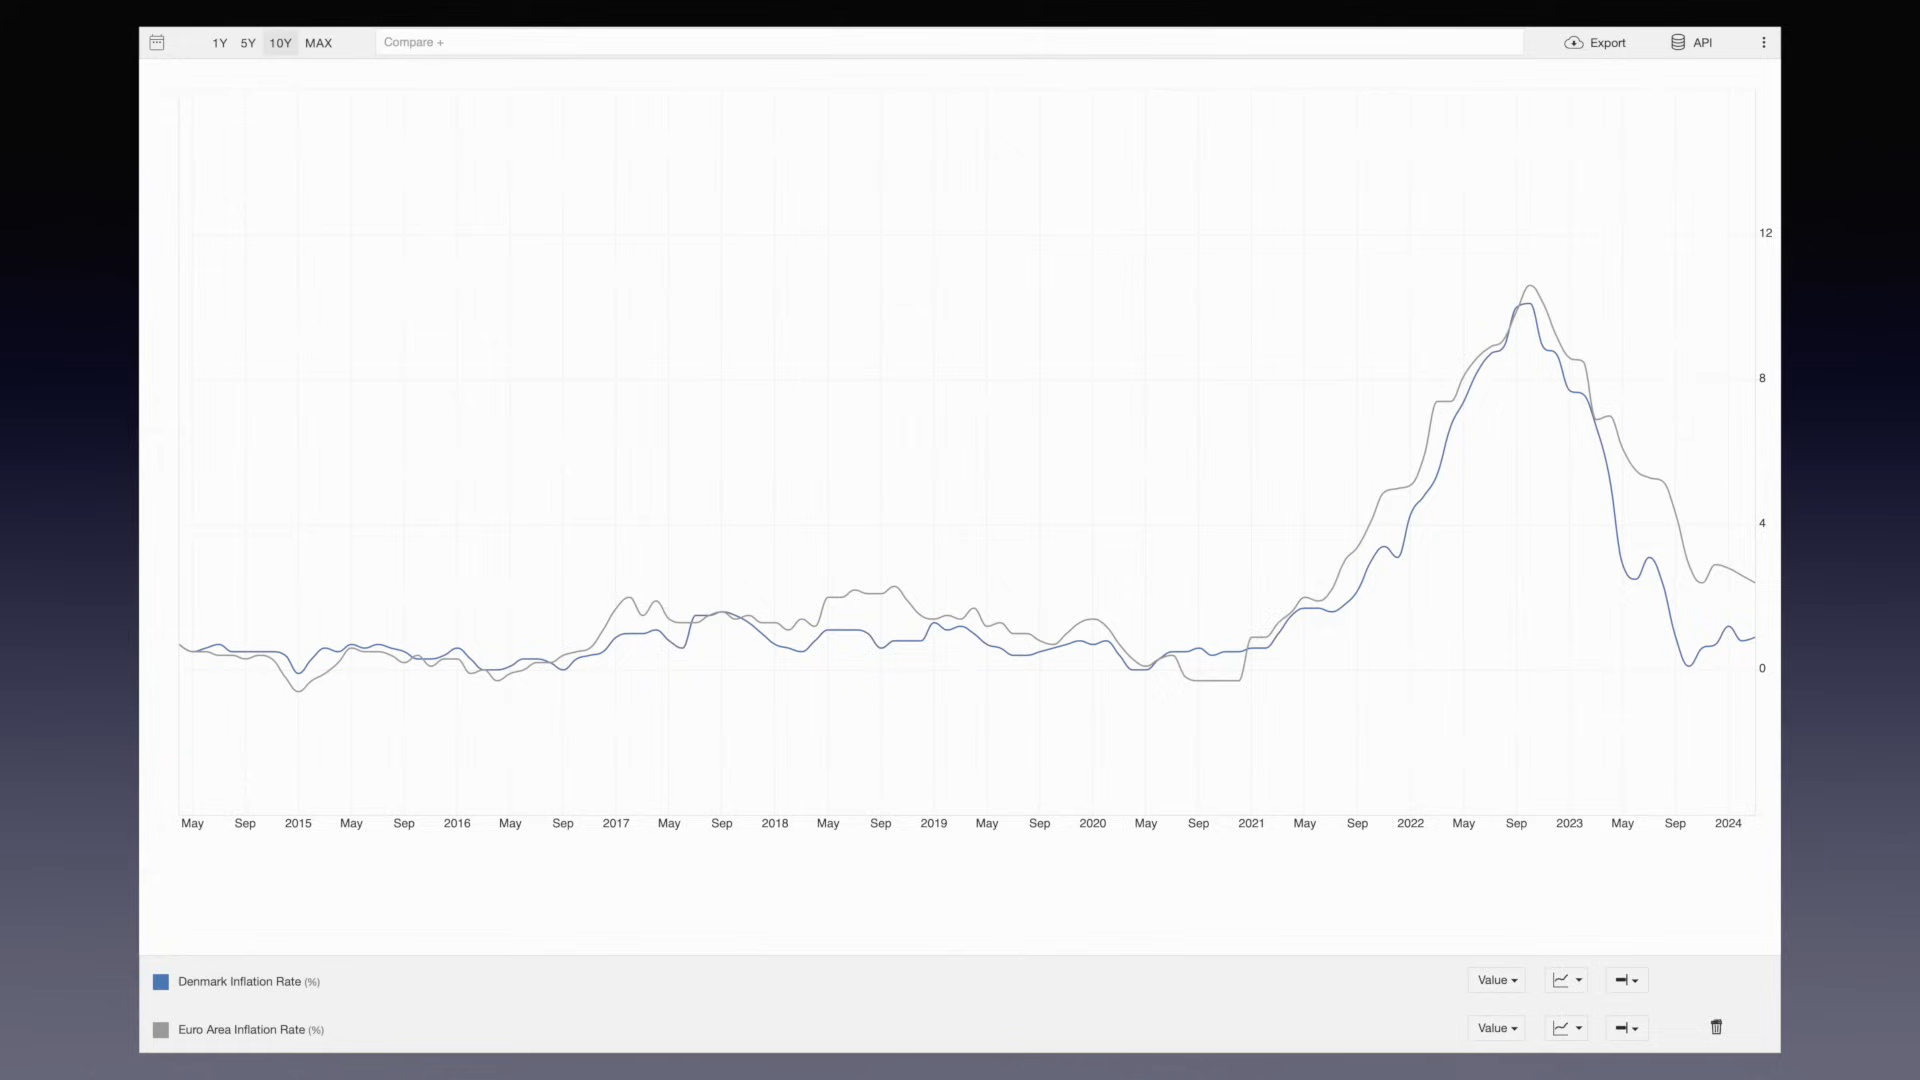 1Y 5Y 10Y MAX Compare + Export API
12
8
4
0
May Sep 2015 May Sep 2016 May Sep 2017 May Sep 2018 May Sep 2019 May Sep 2020 May Sep 2021 May Sep 2022 May Sep 2023 May Sep 2024
Denmark Inflation Rate (%) Value
Euro Area Inflation Rate (%) Value